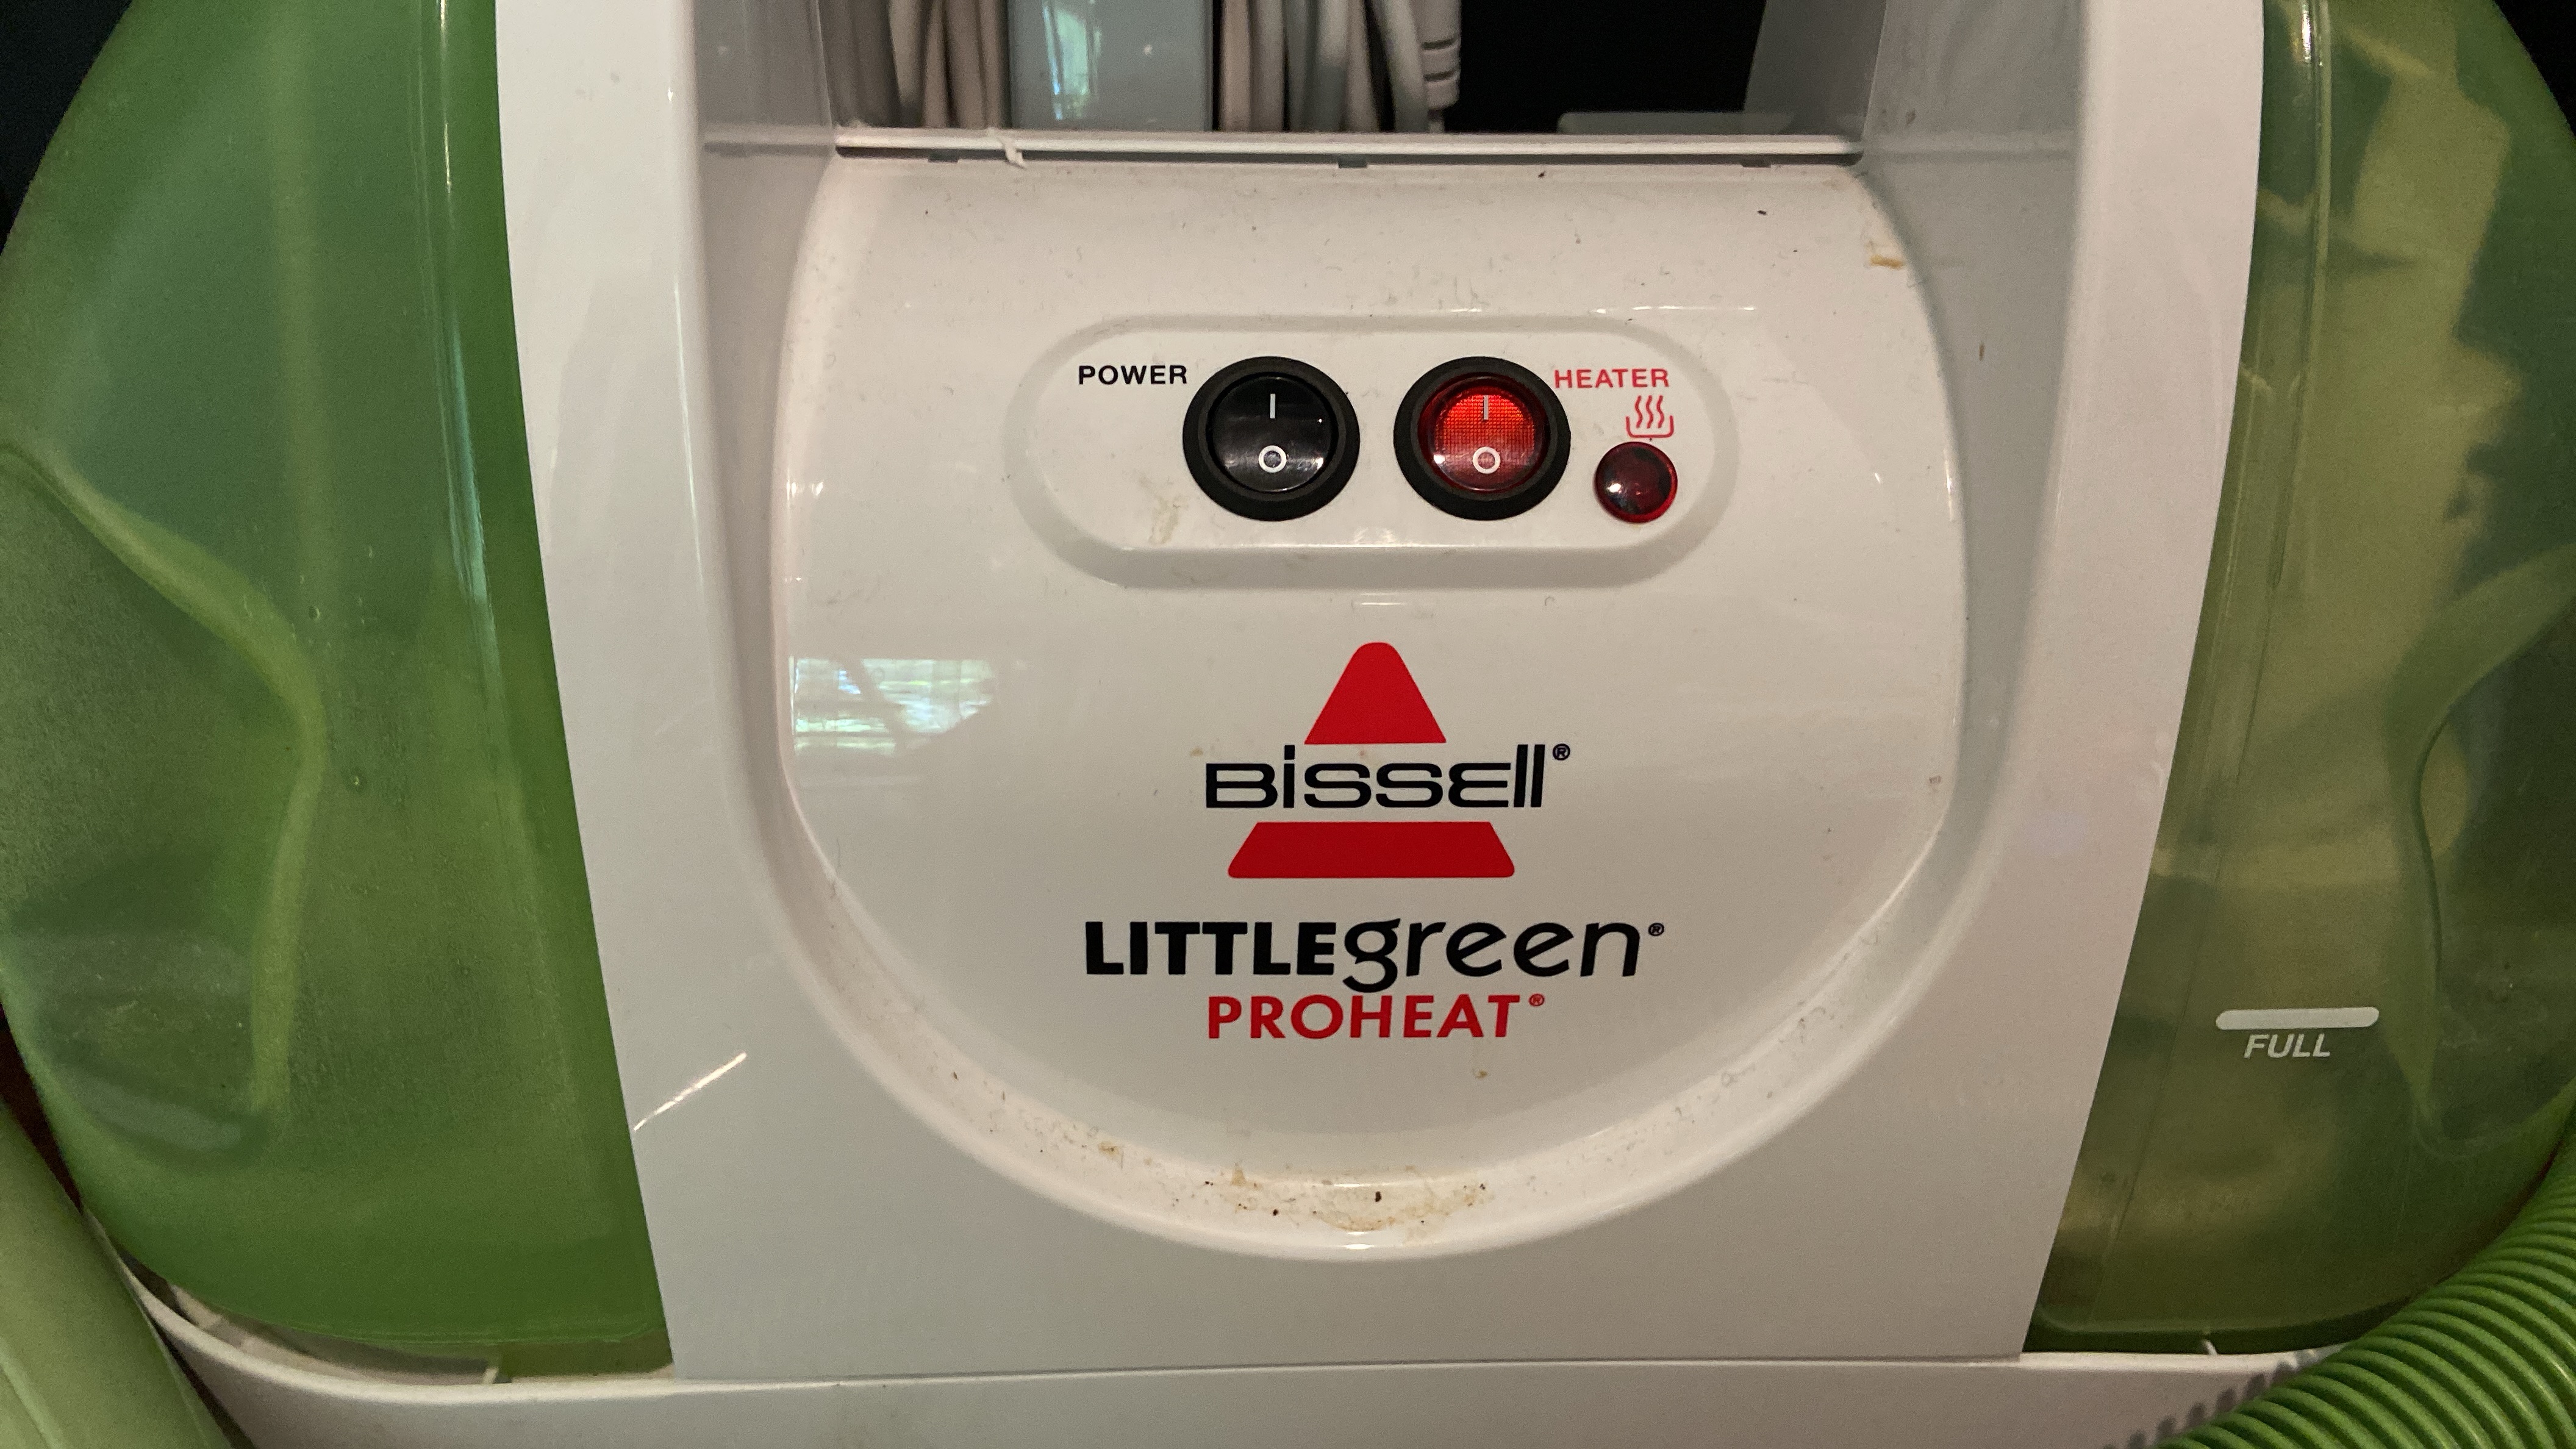 POWER
HEATER
BISSELL®
LITTLEgreen®
PROHEAT®
FULL